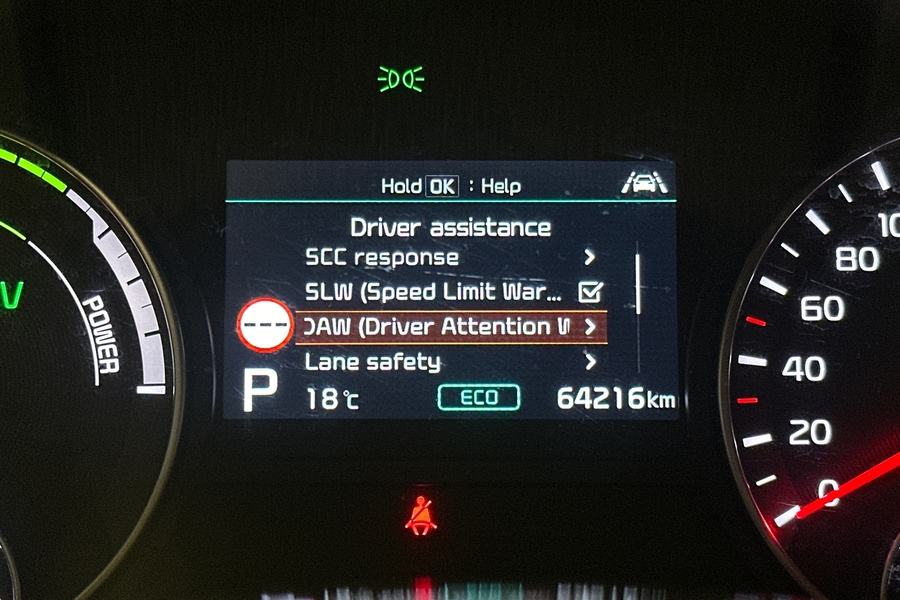 Hold OK : Help
Driver assistance
SCC response
SLW (Speed Limit War...
DAW (Driver Attention W
Lane safety
P 18℃ ECO 64216km
V
POWER
10
80
60
40
20
0